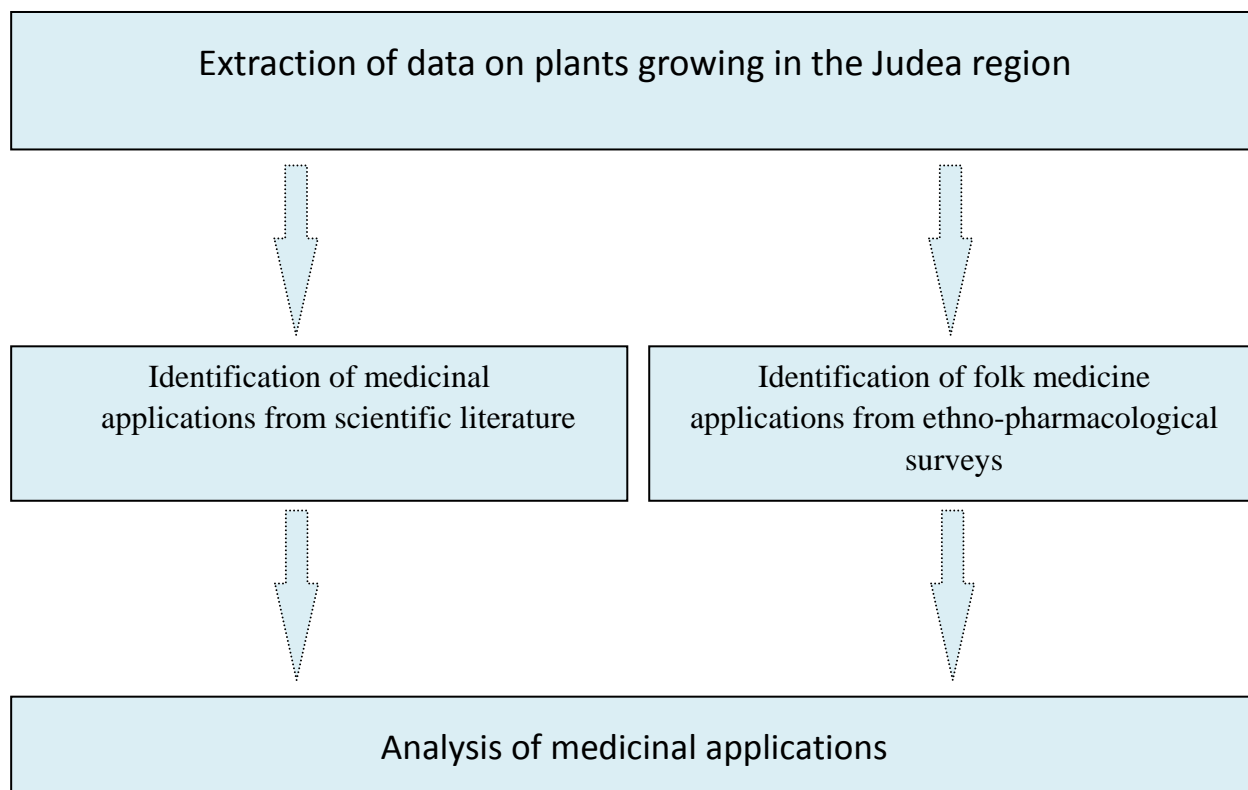 Extraction of data on plants growing in the Judea region
Identification of medicinal
applications from scientific literature
Identification of folk medicine
applications from ethno-pharmacological
surveys
Analysis of medicinal applications